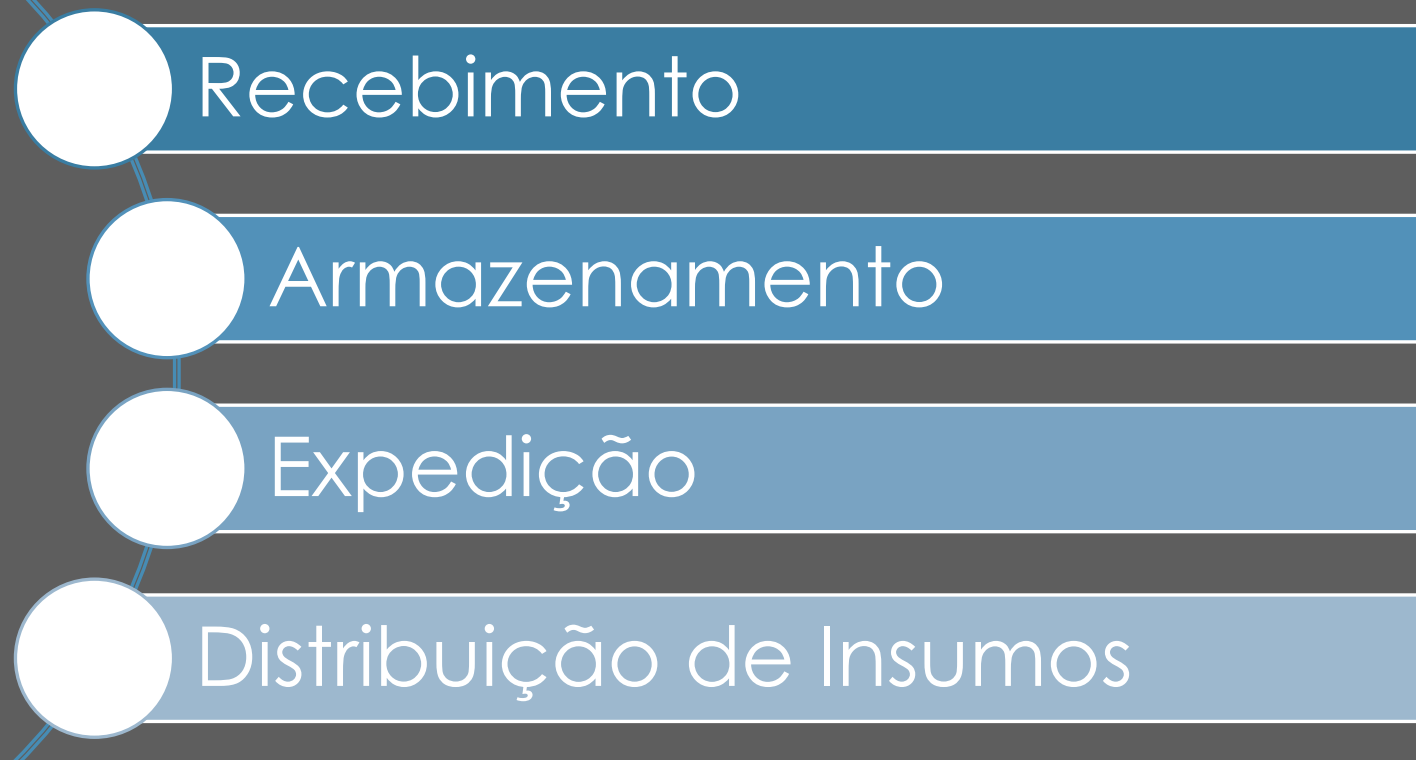 Recebimento
Armazenamento
Expedição
Distribuição de Insumos